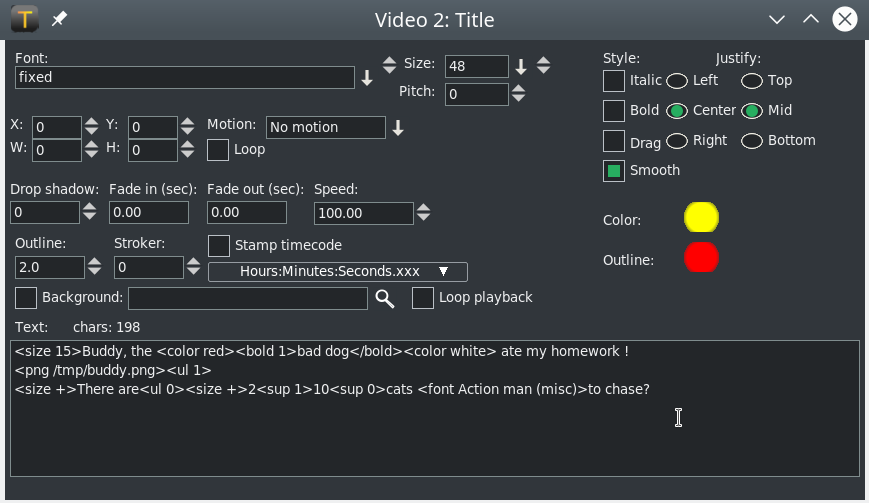 T
Video 2: Title
Font:
fixed
Size: 48
Pitch: 0
Style:
Justify:
Italic Left Top
Bold Center Mid
Drag Right Bottom
Smooth
X: 0 Y: 0 Motion: No motion
W: 0 H: 0 Loop
Drop shadow: Fade in (sec): Fade out (sec): Speed:
0 0.00 0.00 100.00
Color:
Outline: Stroker: Stamp timecode
2.0 0 Hours:Minutes:Seconds.xxx
Outline:
Background: Loop playback
Text: chars: 198
<size 15>Buddy, the <color red><bold 1>bad dog</bold><color white> ate my homework !
<png /tmp/buddy.png><ul 1>
<size +>There are<ul 0><size +>2<sup 1>10<sup 0>cats <font Action man (misc)>to chase?